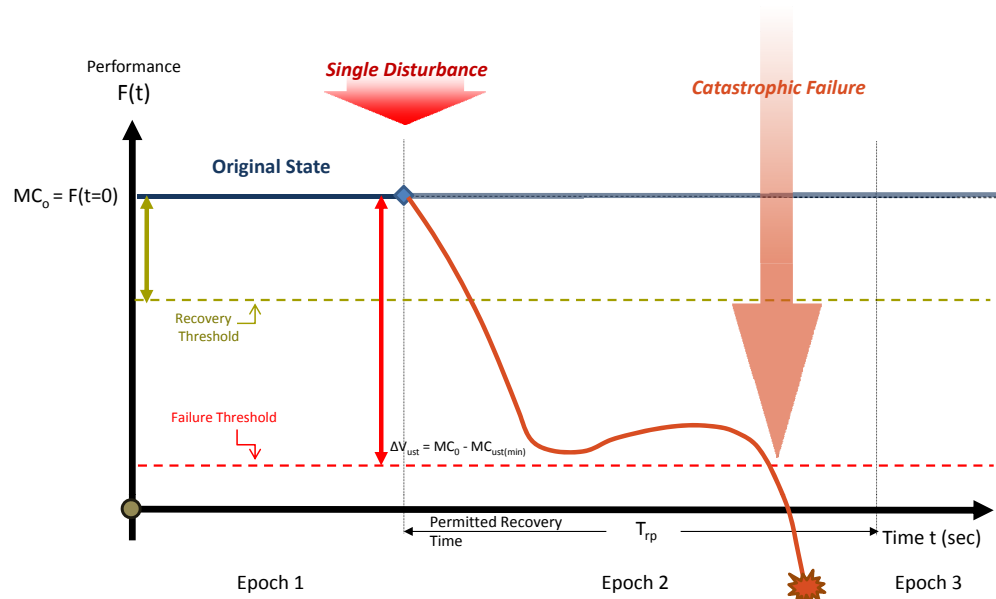 Performance
F(t)
Single Disturbance
Catastrophic Failure
Original State
MCo = F(t=0)
Recovery
Threshold
Failure Threshold
ΔVust = MC0 - MCust(min)
Permitted Recovery
Time
Trp
Time t (sec)
Epoch 1
Epoch 2
Epoch 3